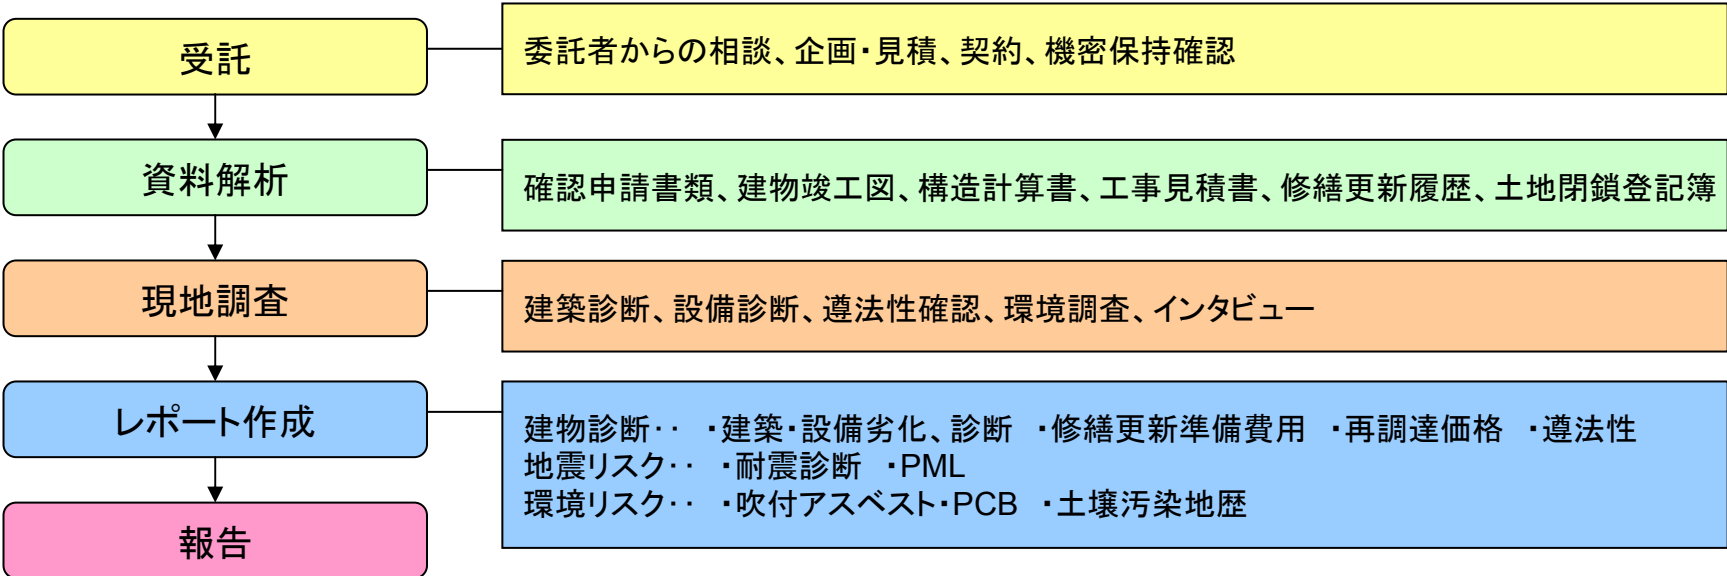 受託
委託者からの相談、企画・見積、契約、機密保持確認
資料解析
確認申請書類、建物竣工図、構造計算書、工事見積書、修繕更新履歴、土地閉鎖登記簿
現地調査
建築診断、設備診断、遵法性確認、環境調査、インタビュー
レポート作成
建物診断‥ ・建築・設備劣化、診断 ・修繕更新準備費用 ・再調達価格 ・遵法性
地震リスク‥ ・耐震診断 ・PML
環境リスク‥ ・吹付アスベスト・PCB ・土壌汚染地歴
報告